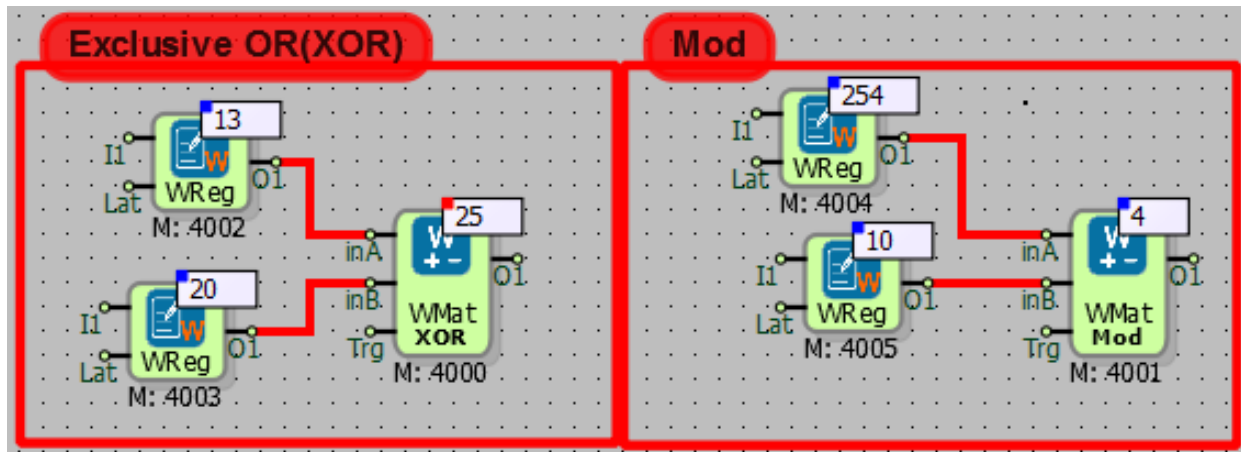 Exclusive OR(XOR)
13
I1
O1
Lat
W
WReg
M: 4002
25
inA
W
O1
20
inB
I1
W
WMat
XOR
O1
Trg
Lat
WReg
M: 4003
M: 4000
Mod
254
I1
W
O1
Lat
WReg
M: 4004
4
10
inA
W
O1
I1
W
O1
inB
WMat
Lat
WReg
Mod
Trg
M: 4005
M: 4001